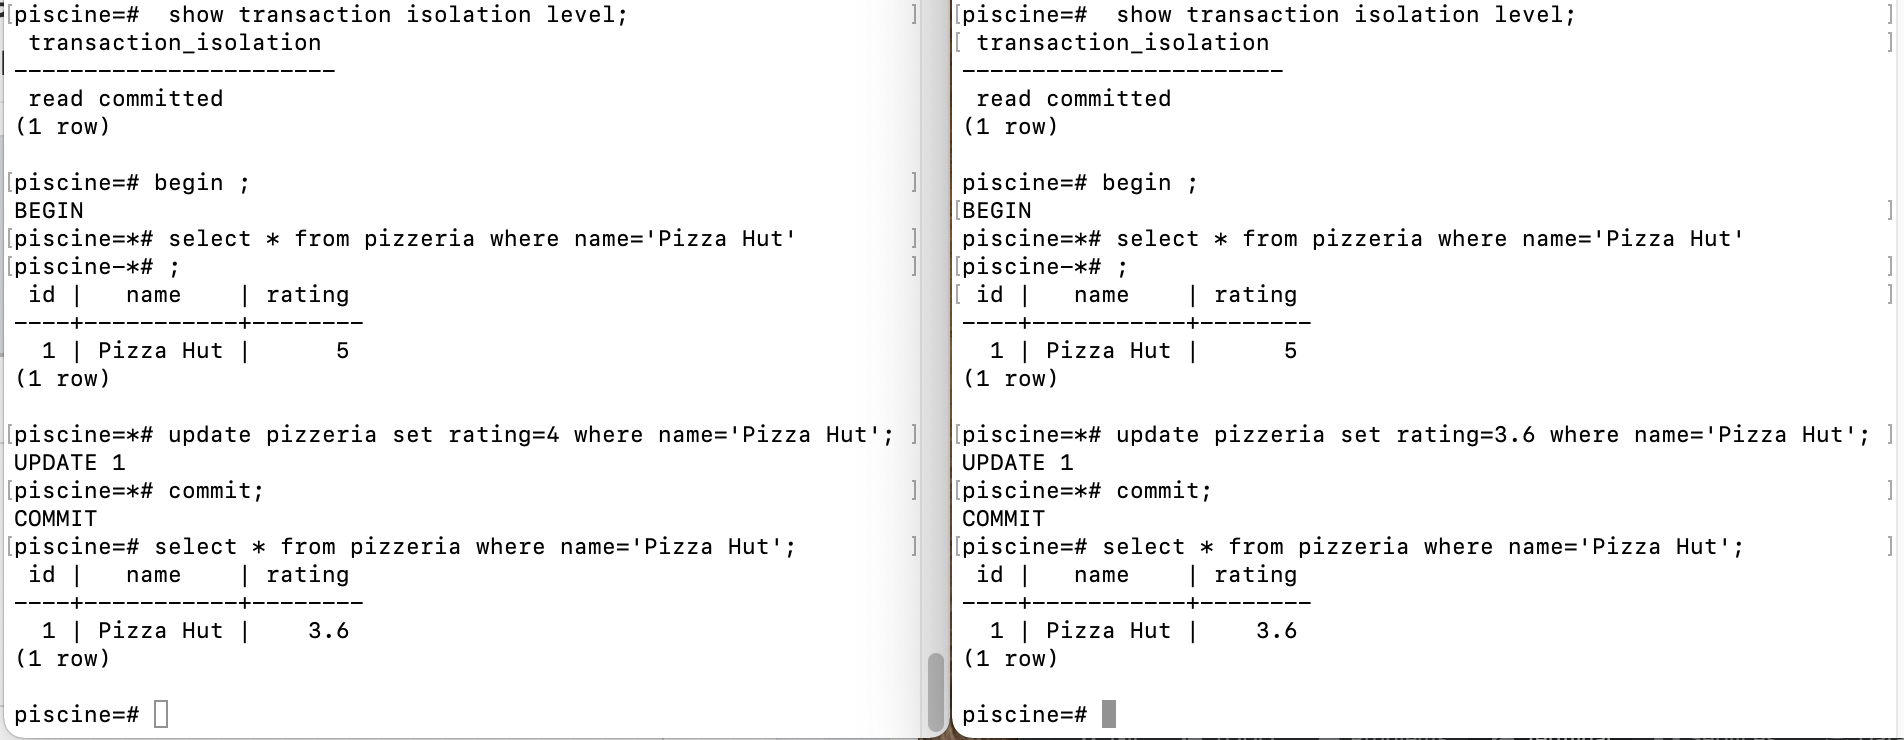 piscine=#  show transaction isolation level;
 transaction_isolation
-----------------------
 read committed
(1 row)
piscine=# begin ;
BEGIN
piscine=*# select * from pizzeria where name='Pizza Hut'
piscine-*# ;
 id |   name    | rating
----+-----------+--------
  1 | Pizza Hut |      5
(1 row)
piscine=*# update pizzeria set rating=4 where name='Pizza Hut';
UPDATE 1
piscine=*# commit;
COMMIT
piscine=# select * from pizzeria where name='Pizza Hut';
 id |   name    | rating
----+-----------+--------
  1 | Pizza Hut |    3.6
(1 row)
piscine=#
piscine=#  show transaction isolation level;
 transaction_isolation
-----------------------
 read committed
(1 row)
piscine=# begin ;
BEGIN
piscine=*# select * from pizzeria where name='Pizza Hut'
piscine-*# ;
 id |   name    | rating
----+-----------+--------
  1 | Pizza Hut |      5
(1 row)
piscine=*# update pizzeria set rating=3.6 where name='Pizza Hut';
UPDATE 1
piscine=*# commit;
COMMIT
piscine=# select * from pizzeria where name='Pizza Hut';
 id |   name    | rating
----+-----------+--------
  1 | Pizza Hut |    3.6
(1 row)
piscine=#